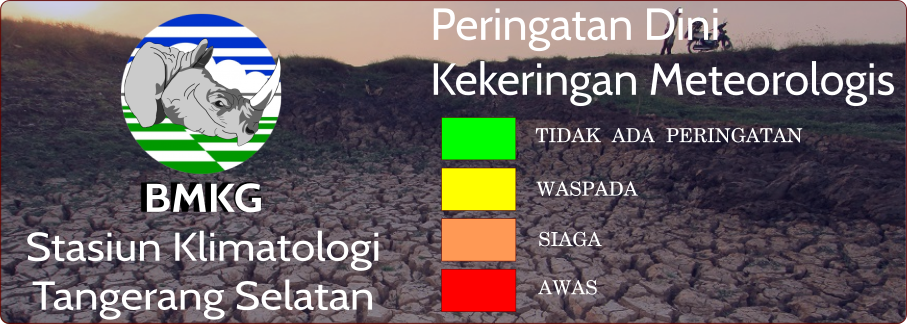 BMKG
Stasiun Klimatologi
Tangerang Selatan
Peringatan Dini
Kekeringan Meteorologis
TIDAK ADA PERINGATAN
WASPADA
SIAGA
AWAS